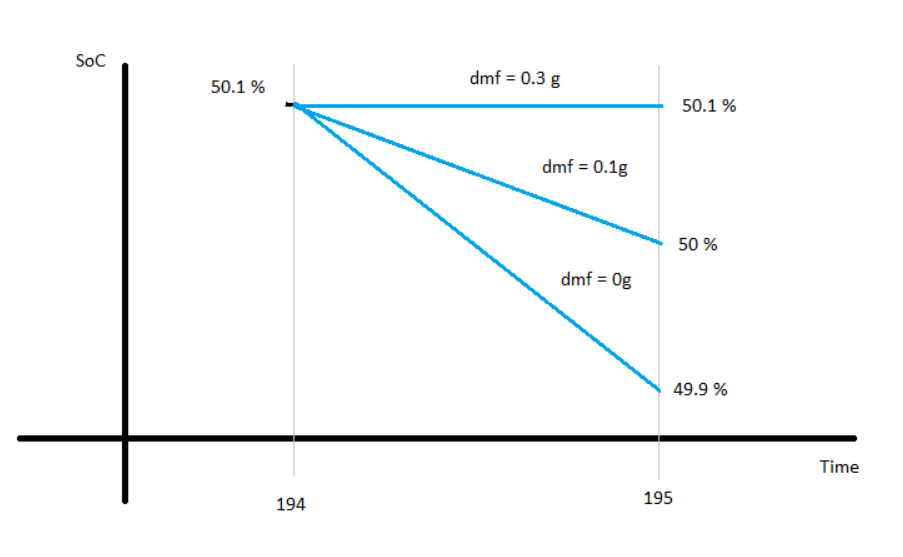 SoC
50.1 %
dmf = 0.3 g
50.1 %
dmf = 0.1g
50 %
dmf = 0g
49.9 %
Time
194
195